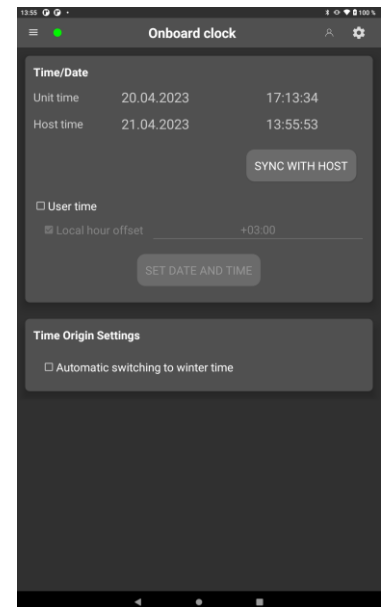 13:55
100 %
Onboard clock
Time/Date
Unit time 20.04.2023 17:13:34
Host time 21.04.2023 13:55:53
SYNC WITH HOST
User time
Local hour offset +03:00
SET DATE AND TIME
Time Origin Settings
Automatic switching to winter time